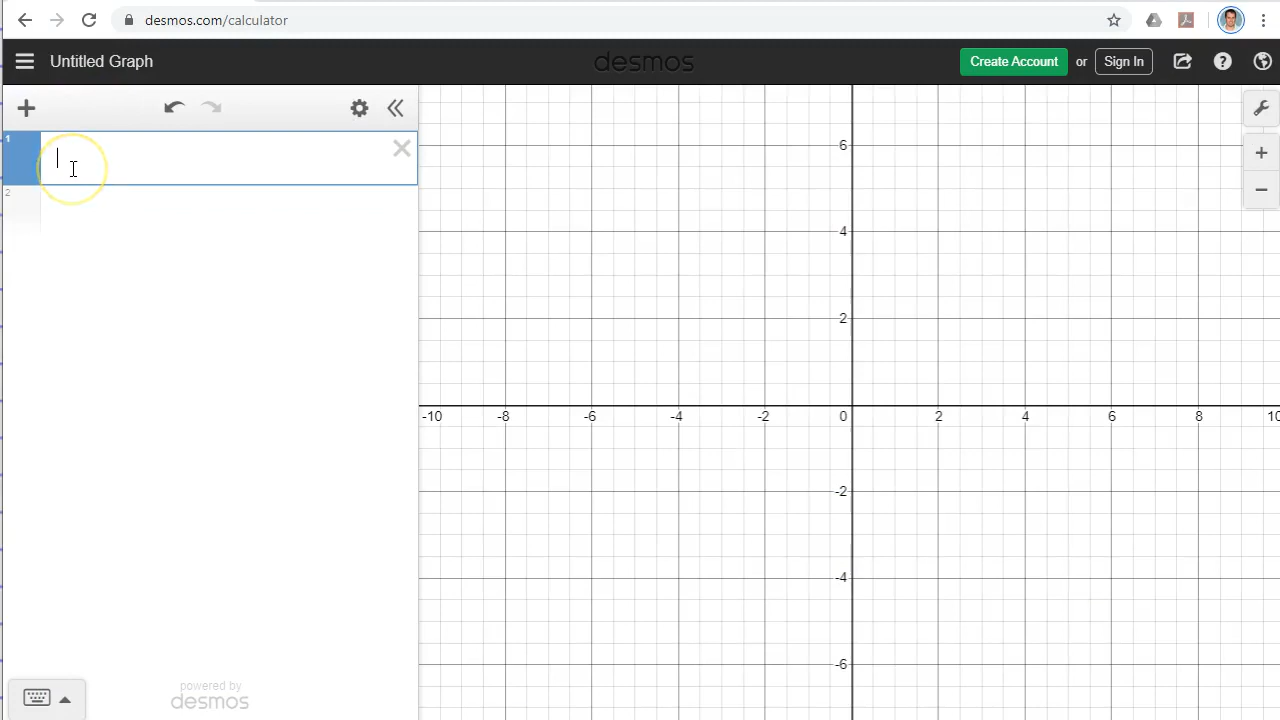 desmos.com/calculator
Untitled Graph
desmos
Create Account
or
Sign In
?
1
2
6
4
2
-10
-8
-6
-4
-2
0
2
4
6
8
10
-2
-4
-6
powered by
desmos